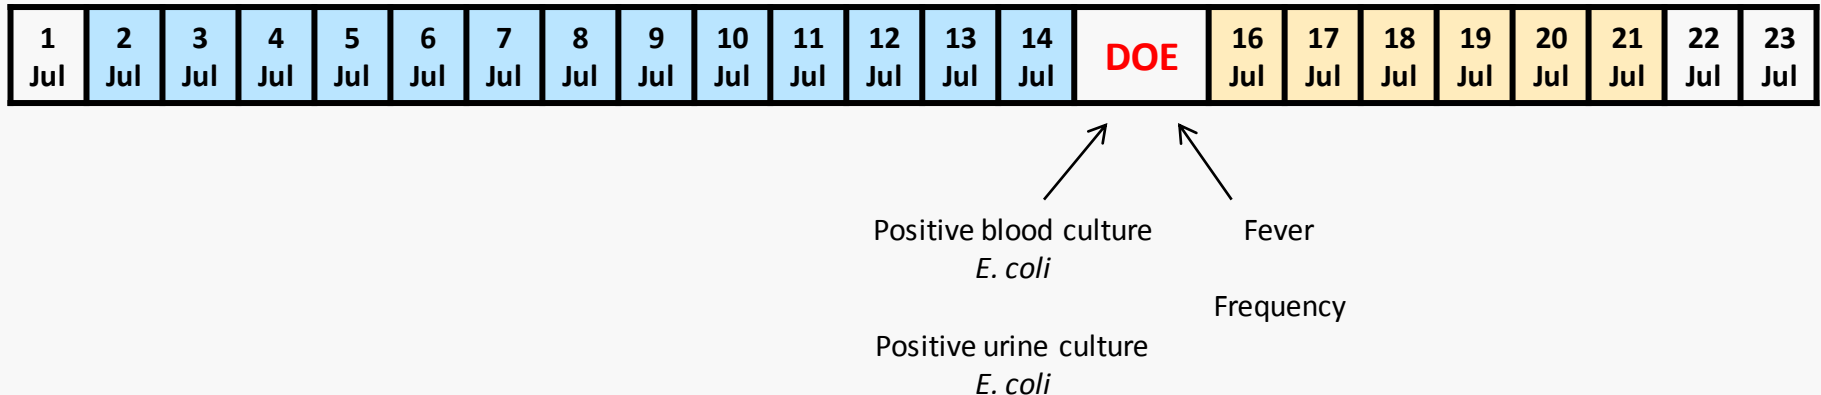 1 2 3 4 5 6 7 8 9 10 11 12 13 14 DOE 16 17 18 19 20 21 22 23
Jul Jul Jul Jul Jul Jul Jul Jul Jul Jul Jul Jul Jul Jul Jul Jul Jul Jul Jul Jul Jul Jul
Positive blood culture Fever
E. coli
Frequency
Positive urine culture
E. coli